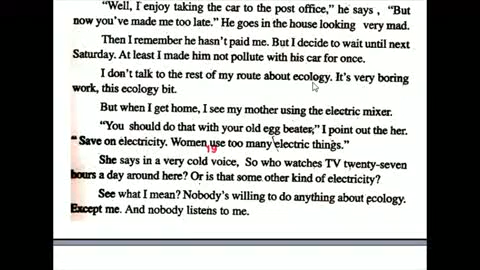 "Well, I enjoy taking the car to the post office," he says , "But
now you've made me too late." He goes in the house looking very mad.
Then I remember he hasn't paid me. But I decide to wait until next
Saturday. At least I made him not pollute with his car for once.
I don't talk to the rest of my route about ecology. It's very boring
work, this ecology bit.
But when I get home, I see my mother using the electric mixer.
"You should do that with your old egg beater," I point out the her.
" Save on electricity. Women use too many electric things."
19
She says in a very cold voice, So who watches TV twenty-seven
hours a day around here? Or is that some other kind of electricity?
See what I mean? Nobody's willing to do anything about ecology.
Except me. And nobody listens to me.